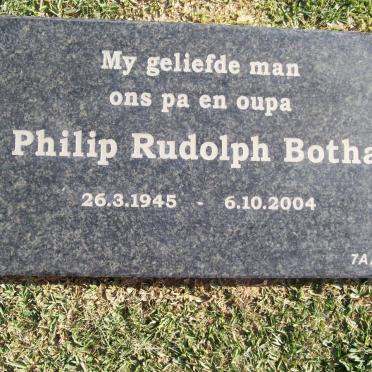 My geliefde man
ons pa en oupa
Philip Rudolph Botha
26.3.1945 - 6.10.2004
7A